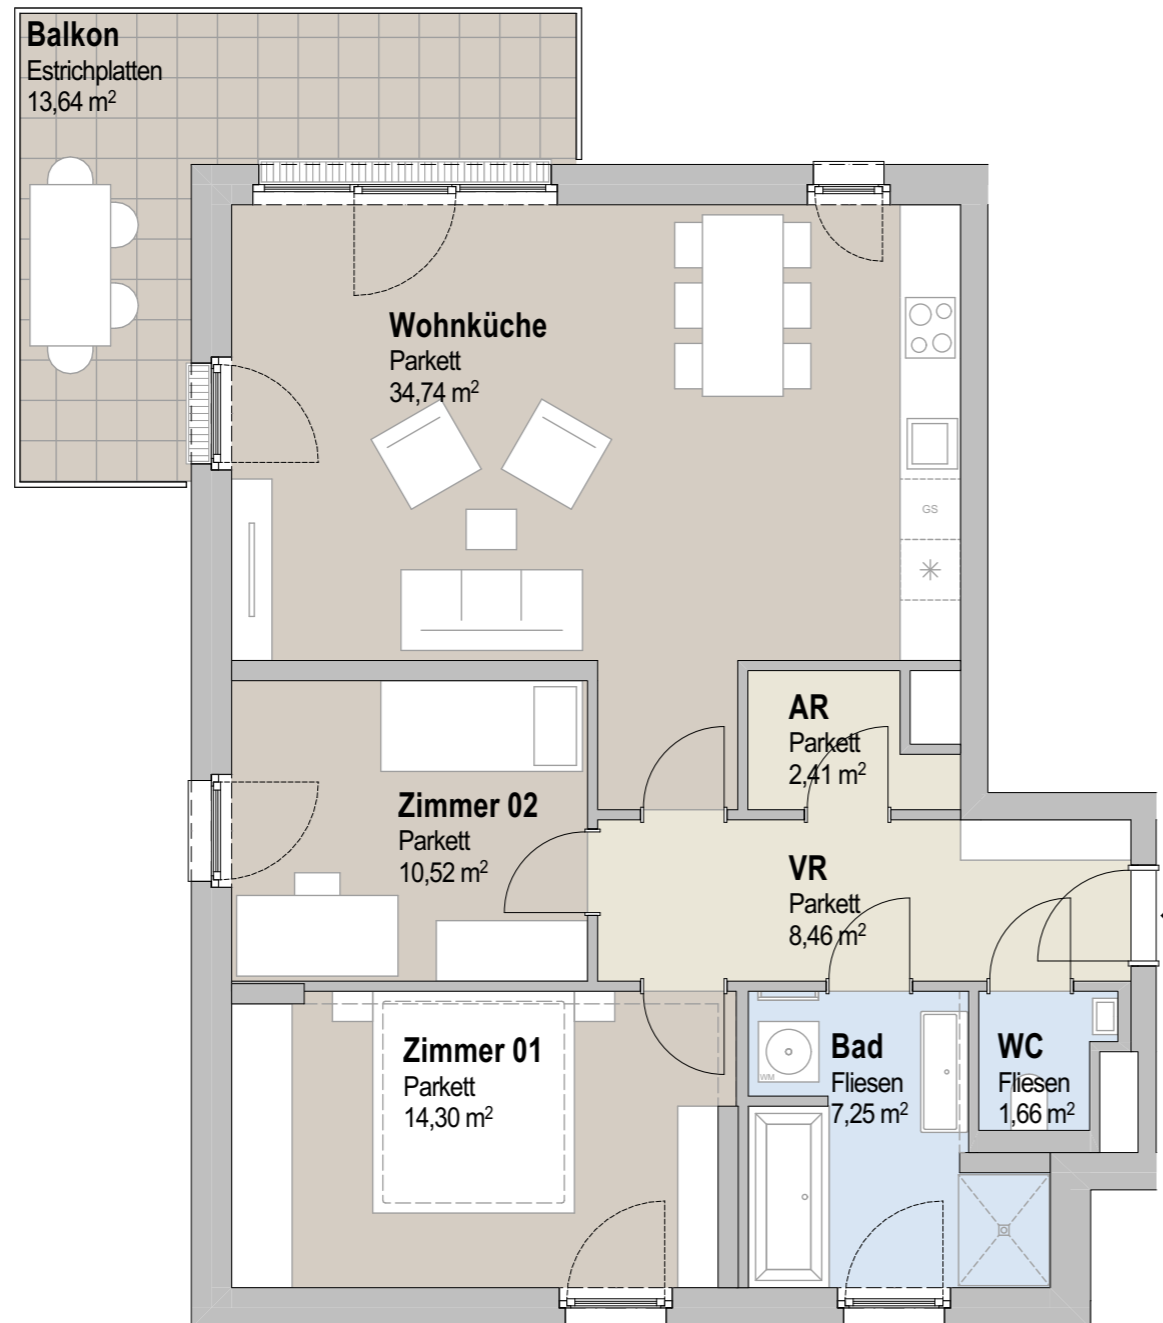 Balkon
Estrichplatten
13,64 m²
Wohnküche
Parkett
34,74 m²
GS
AR
Parkett
2,41 m²
Zimmer 02
Parkett
10,52 m²
VR
Parkett
8,46 m²
Zimmer 01
Parkett
14,30 m²
WM
Bad
Fliesen
7,25 m²
WC
Fliesen
1,66 m²